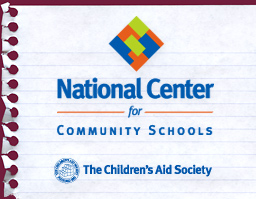 National Center
for
COMMUNITY SCHOOLS
The Children's Aid Society